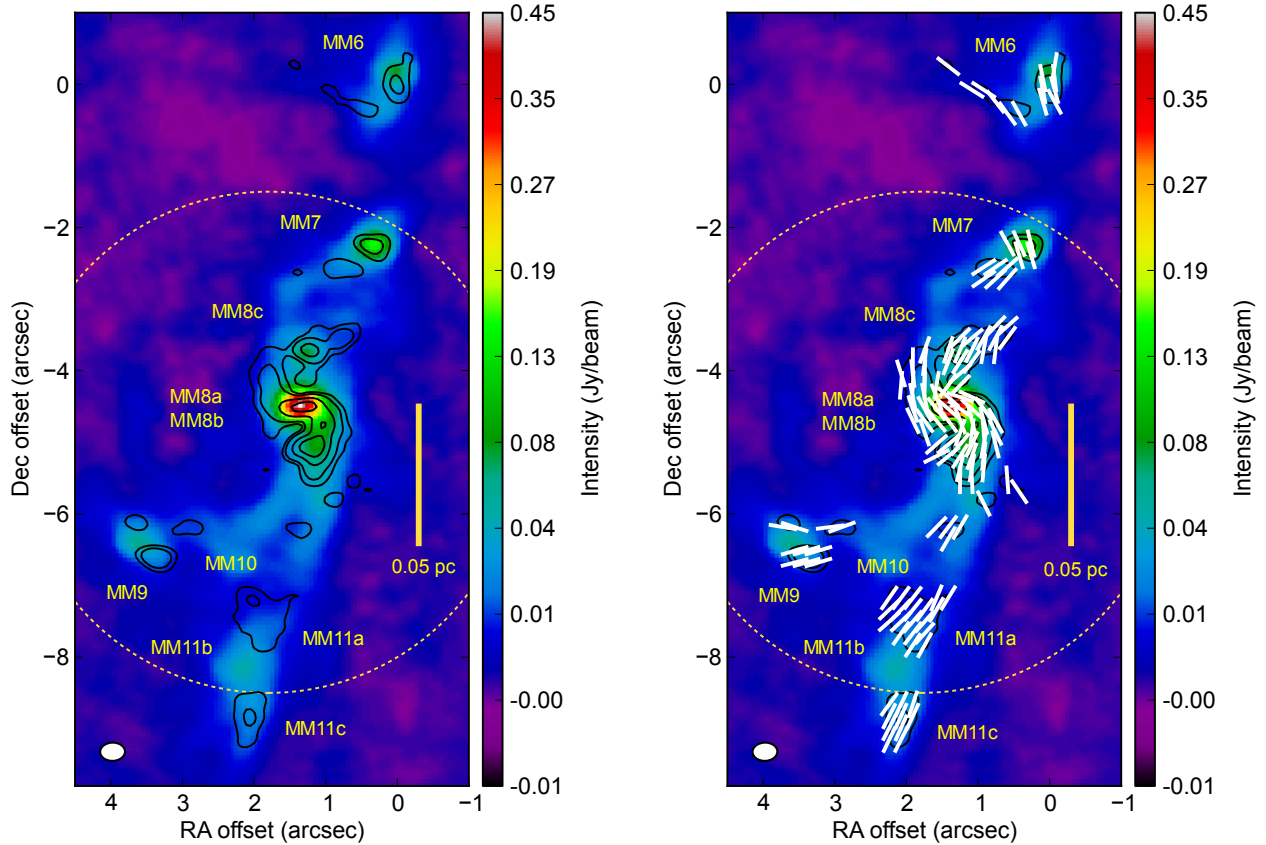 MM6
MM7
MM8c
MM8a
MM8b
MM10
MM9
MM11b
MM11a
MM11c
0.05 pc
0
−2
−4
−6
−8
Dec offset (arcsec)
4
3
2
1
0
−1
RA offset (arcsec)
0.45
0.35
0.27
0.19
0.13
0.08
0.04
0.01
-0.00
-0.01
Intensity (Jy/beam)
MM6
MM7
MM8c
MM8a
MM8b
MM10
MM9
MM11b
MM11a
MM11c
0.05 pc
0
−2
−4
−6
−8
Dec offset (arcsec)
4
3
2
1
0
−1
RA offset (arcsec)
0.45
0.35
0.27
0.19
0.13
0.08
0.04
0.01
-0.00
-0.01
Intensity (Jy/beam)